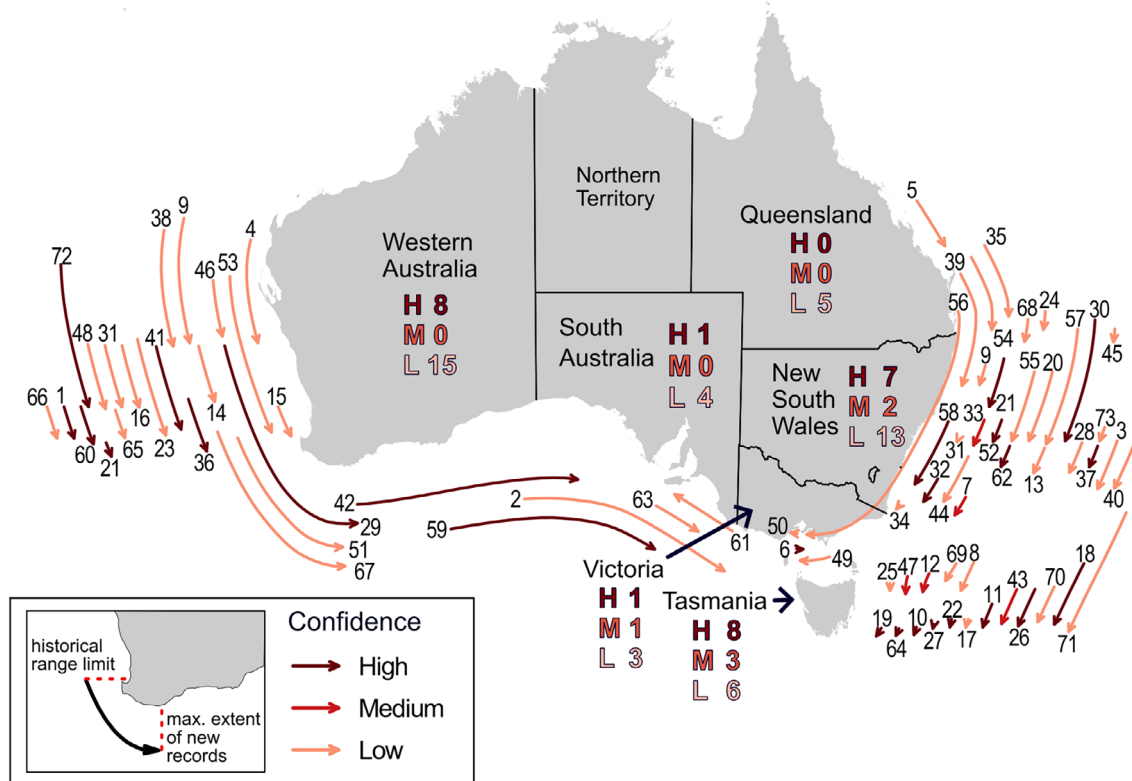 Northern
Territory
Queensland
H 0
M 0
L 5
Western
Australia
H 8
M 0
L 15
South
Australia
H 1
M 0
L 4
New
South
Wales
H 7
M 2
L 13
Victoria
H 1
M 1
L 3
Tasmania
H 8
M 3
L 6
38
9
4
72
46
53
48
31
41
66
1
16
14
15
60
21
65
23
36
42
29
51
67
2
59
63
61
50
6
49
5
35
39
56
68
24
57
30
54
45
9
55
20
58
33
21
73
3
31
52
28
32
62
13
37
7
40
34
44
25
47
12
69
8
18
19
10
22
11
43
70
64
27
17
26
71
historical
range limit
max. extent
of new
records
Confidence
High
Medium
Low